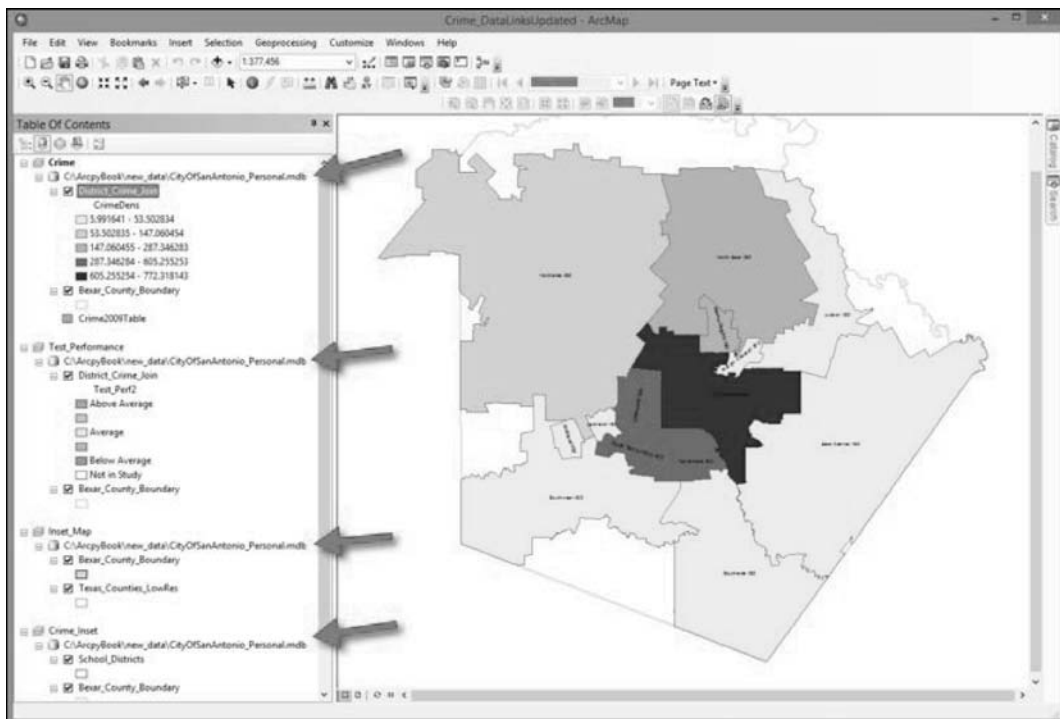 Crime_DataLinksUpdated - ArcMap
File Edit View Bookmarks Insert Selection Geoprocessing Customize Windows Help
1:377,456
Page Text
Table Of Contents
Crime
C:\ArcpyBook\new_data\CityOfSanAntonio_Personal.mdb
District_Crime_Join
CrimeDens
5.991641 - 53.502834
53.502835 - 147.060454
147.060455 - 287.346283
287.346284 - 605.255253
605.255254 - 772.318143
Bexar_County_Boundary
Crime2009Table
Test_Performance
C:\ArcpyBook\new_data\CityOfSanAntonio_Personal.mdb
District_Crime_Join
Test_Perf2
Above Average
Average
Below Average
Not in Study
Bexar_County_Boundary
Inset_Map
C:\ArcpyBook\new_data\CityOfSanAntonio_Personal.mdb
Bexar_County_Boundary
Texas_Counties_LowRes
Crime_Inset
C:\ArcpyBook\new_data\CityOfSanAntonio_Personal.mdb
School_Districts
Bexar_County_Boundary
Catalog
Search